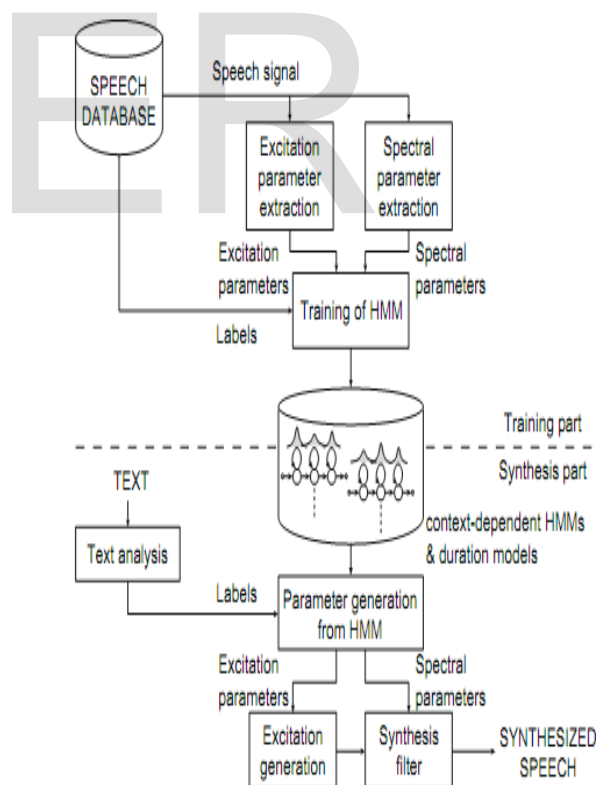 ER
SPEECH
DATABASE
Speech signal
Excitation
parameter
extraction
Spectral
parameter
extraction
Excitation
parameters
Spectral
parameters
Training of HMM
Labels
Training part
Synthesis part
context-dependent HMMs
& duration models
TEXT
Text analysis
Labels
Parameter generation
from HMM
Excitation
parameters
Spectral
parameters
Excitation
generation
Synthesis
filter
SYNTHESIZED
SPEECH